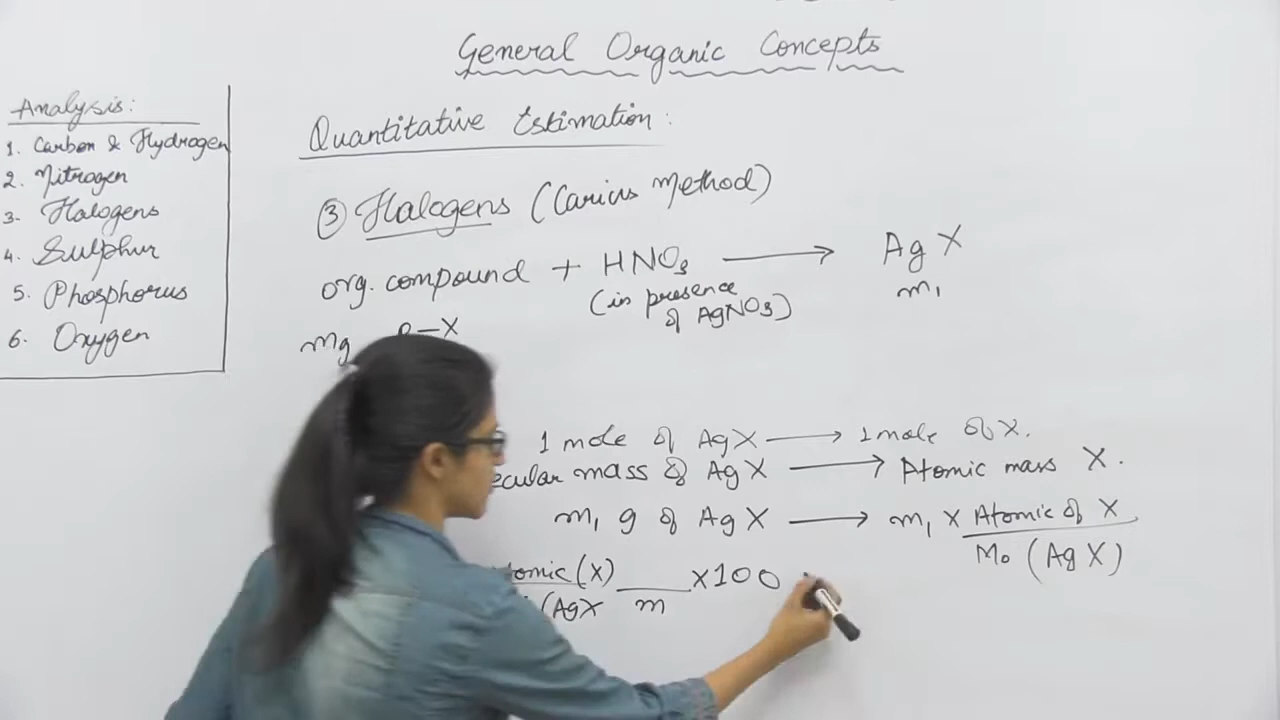 General Organic Concepts
Analysis:
1. Carbon & Hydrogen
2. Nitrogen
3. Halogens
4. Sulphur
5. Phosphorus
6. Oxygen
Quantitative Estimation:
③ Halogens (Carius Method)
org. compound + HNO₃ → AgX
(in presence of AgNO₃)
m₁
mg R–X
1 mole of AgX → 1 mole of X.
ecular mass of AgX → Atomic mass X.
m₁ g of AgX → m₁ × Atomic of X
Mo (AgX)
tomic (X) ×100
(AgX m